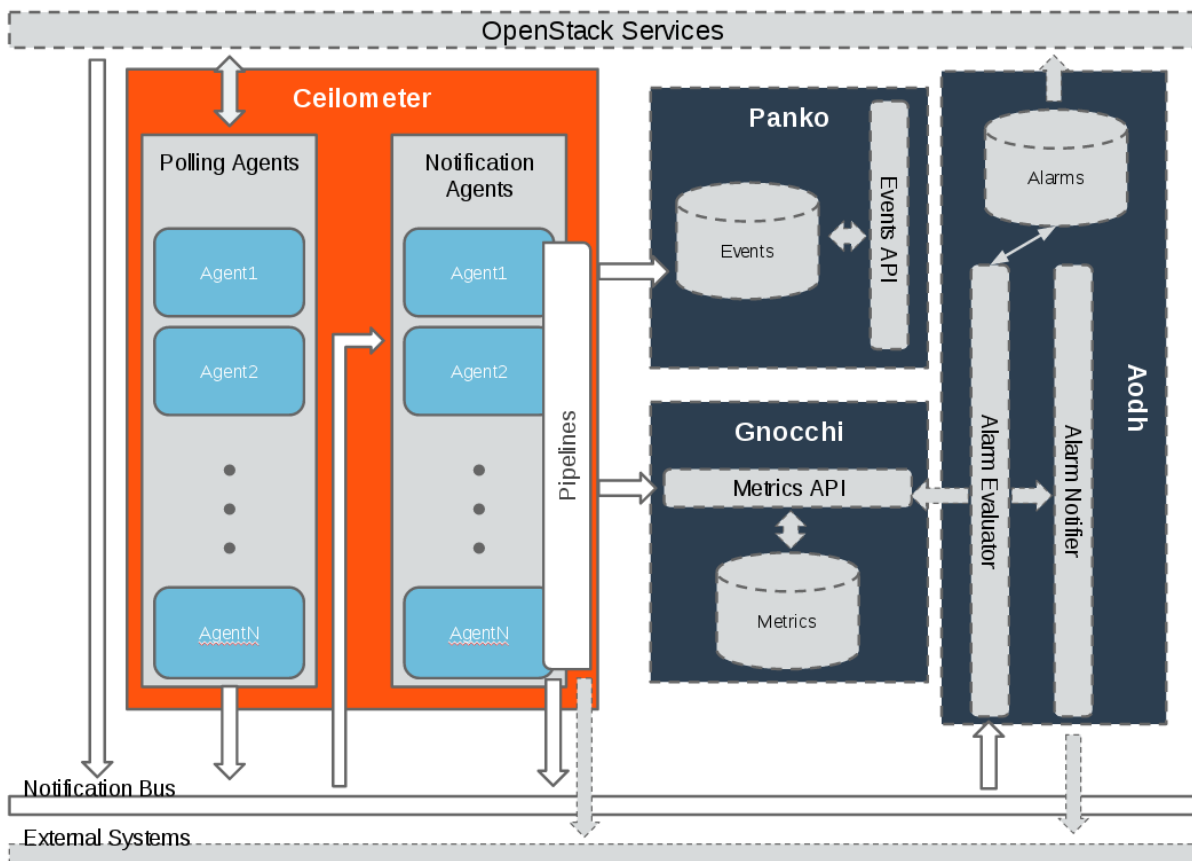 OpenStack Services
Ceilometer
Polling Agents
Agent1
Agent2
AgentN
Notification
Agents
Agent1
Agent2
AgentN
Pipelines
Panko
Events
Events API
Gnocchi
Metrics API
Metrics
Aodh
Alarms
Alarm Evaluator
Alarm Notifier
Notification Bus
External Systems